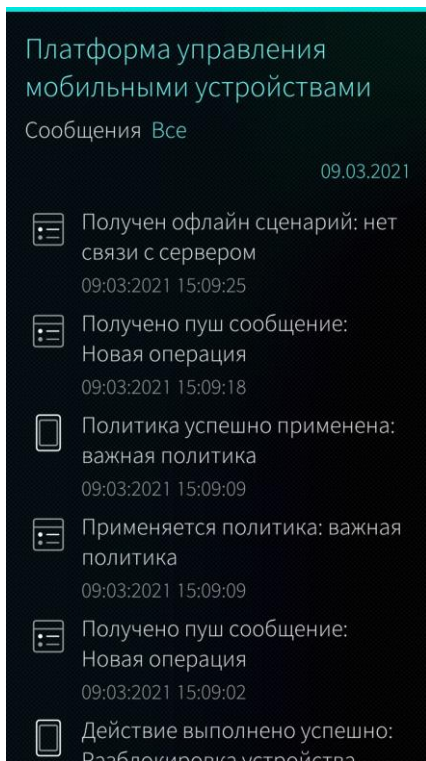 Платформа управления
мобильными устройствами
Сообщения Все
09.03.2021
Получен офлайн сценарий: нет
связи с сервером
09:03:2021 15:09:25
Получено пуш сообщение:
Новая операция
09:03:2021 15:09:18
Политика успешно применена:
важная политика
09:03:2021 15:09:09
Применяется политика: важная
политика
09:03:2021 15:09:09
Получено пуш сообщение:
Новая операция
09:03:2021 15:09:02
Действие выполнено успешно:
Разблокировка устройства